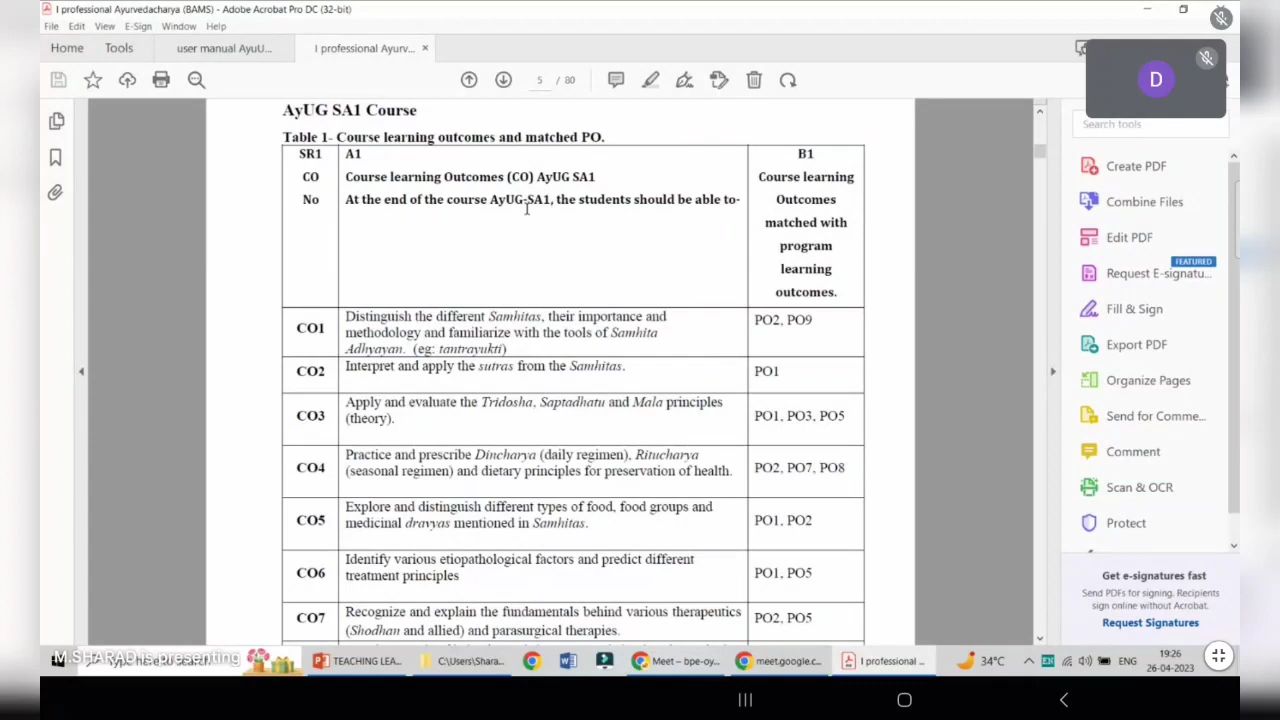 I professional Ayurvedacharya (BAMS) - Adobe Acrobat Pro DC (32-bit)
File Edit View E-Sign Window Help
Home Tools user manual AyuU... I professional Ayurv... ×
5 / 80
D
Search tools
AyUG SA1 Course
Table 1- Course learning outcomes and matched PO.
SR1 A1 B1
CO Course learning Outcomes (CO) AyUG SA1 Course learning
No At the end of the course AyUG-SA1, the students should be able to- Outcomes
matched with
program
learning
outcomes.
CO1 Distinguish the different Samhitas, their importance and PO2, PO9
methodology and familiarize with the tools of Samhita
Adhyayan. (eg: tantrayukti)
CO2 Interpret and apply the sutras from the Samhitas. PO1
CO3 Apply and evaluate the Tridosha, Saptadhatu and Mala principles PO1, PO3, PO5
(theory).
CO4 Practice and prescribe Dincharya (daily regimen), Ritucharya PO2, PO7, PO8
(seasonal regimen) and dietary principles for preservation of health.
CO5 Explore and distinguish different types of food, food groups and PO1, PO2
medicinal dravyas mentioned in Samhitas.
CO6 Identify various etiopathological factors and predict different PO1, PO5
treatment principles
CO7 Recognize and explain the fundamentals behind various therapeutics PO2, PO5
(Shodhan and allied) and parasurgical therapies.
Create PDF
Combine Files
Edit PDF
FEATURED
Request E-signatu...
Fill & Sign
Export PDF
Organize Pages
Send for Comme...
Comment
Scan & OCR
Protect
Get e-signatures fast
Send PDFs for signing. Recipients
sign online without Acrobat.
Request Signatures
M.SHARAD is presenting
TEACHING LEA... C:\Users\Shara... Meet – bpe-oy... meet.google.c... I professional ... 34°C ENG
19:26
26-04-2023